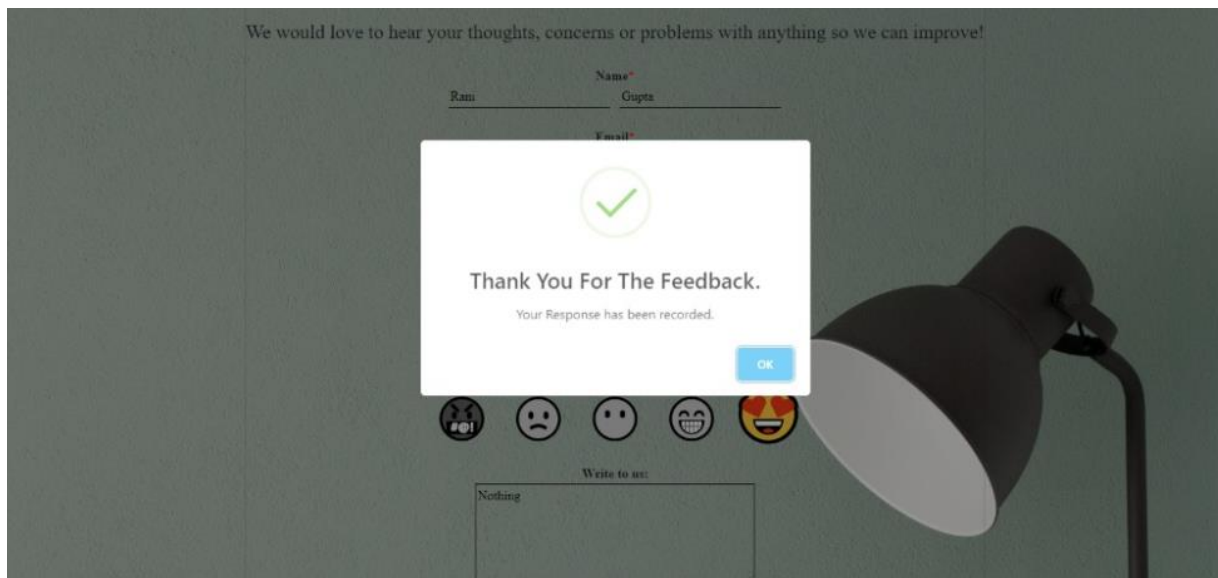 We would love to hear your thoughts, concerns or problems with anything so we can improve!
Name*
Ram Gupta
Email*
Thank You For The Feedback.
Your Response has been recorded.
OK
#@!
Write to us:
Nothing